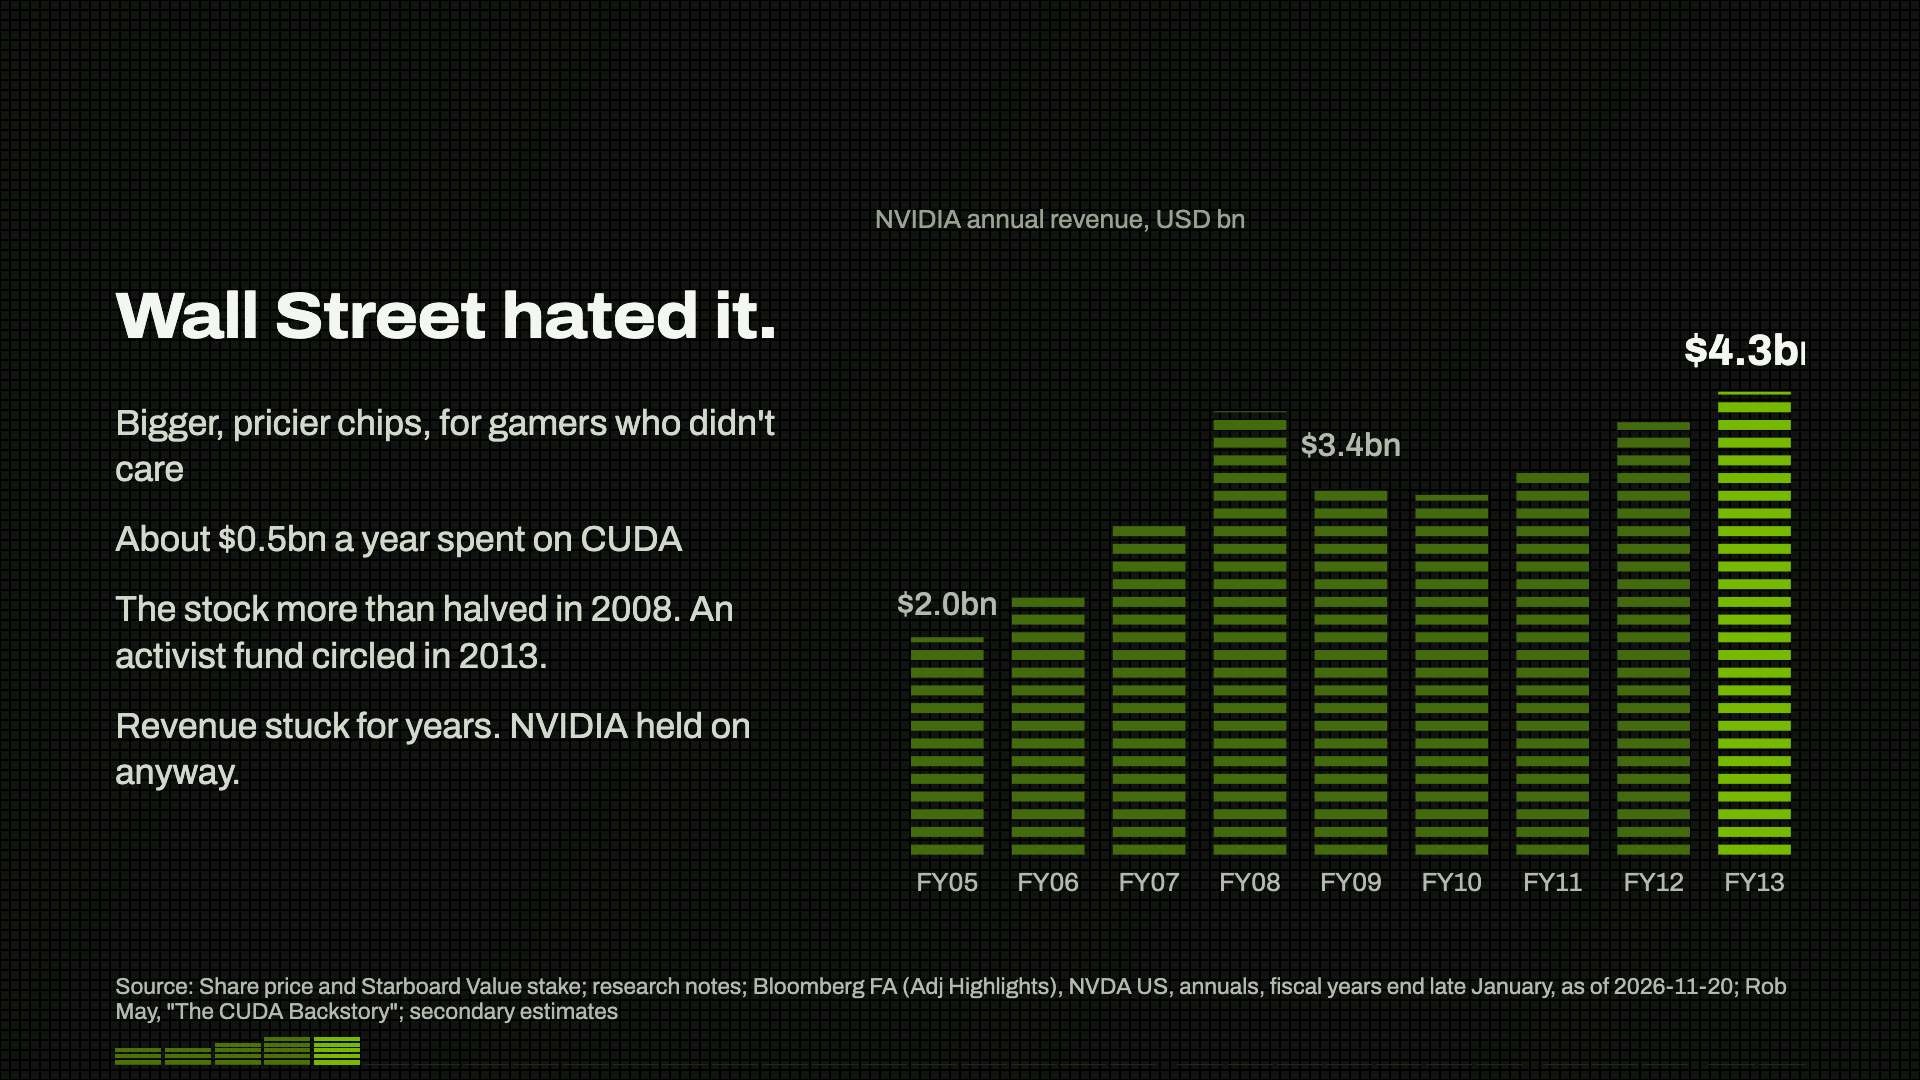 NVIDIA annual revenue, USD bn
Wall Street hated it.
Bigger, pricier chips, for gamers who didn't
care
About $0.5bn a year spent on CUDA
The stock more than halved in 2008. An
activist fund circled in 2013.
Revenue stuck for years. NVIDIA held on
anyway.
$2.0bn
$3.4bn
$4.3b
FY05 FY06 FY07 FY08 FY09 FY10 FY11 FY12 FY13
Source: Share price and Starboard Value stake; research notes; Bloomberg FA (Adj Highlights), NVDA US, annuals, fiscal years end late January, as of 2026-11-20; Rob
May, "The CUDA Backstory"; secondary estimates